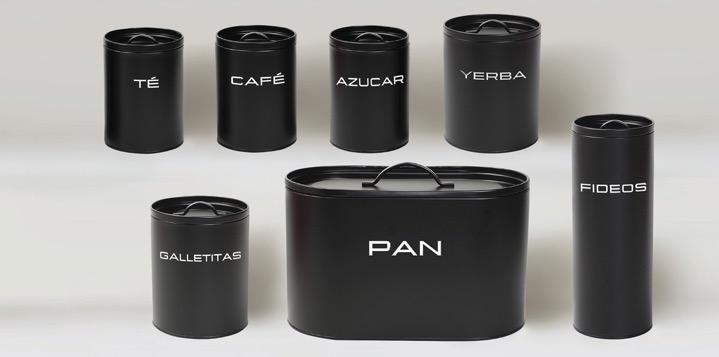 TÉ
CAFÉ
AZUCAR
YERBA
GALLETITAS
PAN
FIDEOS